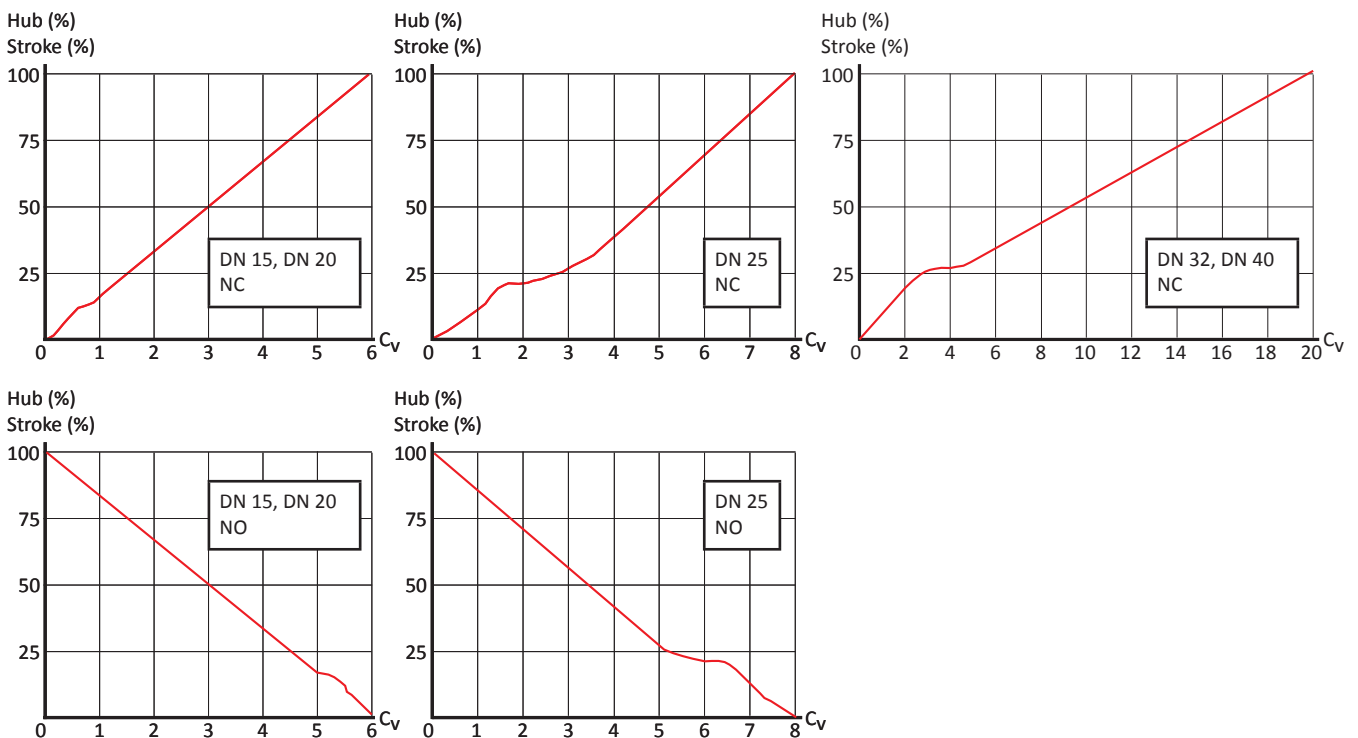 Hub (%)
Stroke (%)
100
75
50
25
0 1 2 3 4 5 6
Cv
DN 15, DN 20
NC
Hub (%)
Stroke (%)
100
75
50
25
0 1 2 3 4 5 6 7 8
Cv
DN 25
NC
Hub (%)
Stroke (%)
100
75
50
25
0 2 4 6 8 10 12 14 16 18 20
Cv
DN 32, DN 40
NC
Hub (%)
Stroke (%)
100
75
50
25
0 1 2 3 4 5 6
Cv
DN 15, DN 20
NO
Hub (%)
Stroke (%)
100
75
50
25
0 1 2 3 4 5 6 7 8
Cv
DN 25
NO